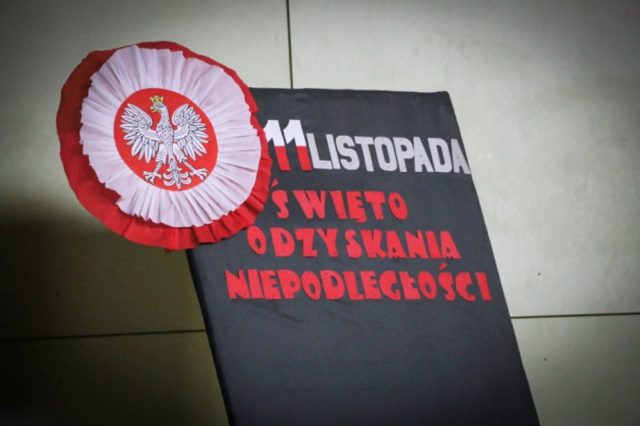 11 LISTOPADA
ŚWIĘTO
ODZYSKANIA
NIEPODLEGŁOŚCI